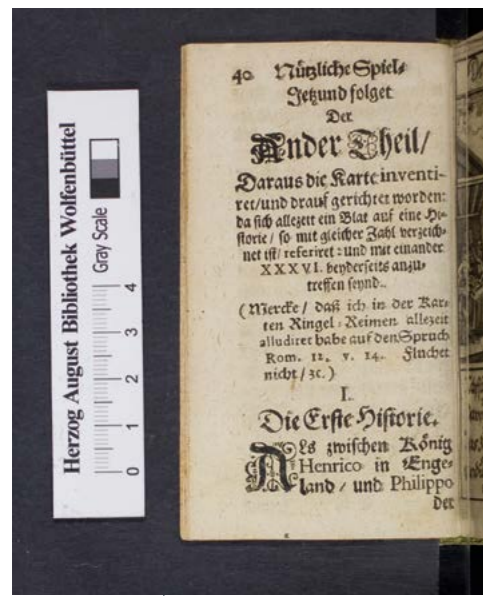 Herzog August Bibliothek Wolfenbüttel
Gray Scale
0 1 2 3 4
40 Nützliche Spiel⸗
Jetzund folget
Der
Ander Theil/
Daraus die Karte inventi-
ret/und drauf gerichtet worden:
da sich allezeit ein Blat auf eine Hi-
storie / so mit gleicher Zahl verzeich-
net ist/ referiret: und mit einander
XXXVI. beyderseits anzu-
treffen seynd.
(Mercke / daß ich in der Kar-
ten Ringel⸗Reimen allezeit
alludiret habe auf den Spruch
Rom. 12. v. 14. Fluchet
nicht / ꝛc.)
I.
Die Erste Historie.
Als zwischen König
Henrico in Enge-
land / und Philippo
der